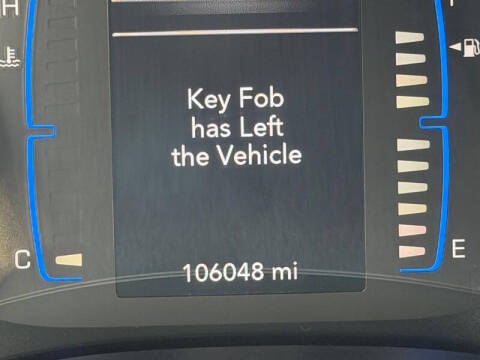 H
Key Fob
has Left
the Vehicle
C
E
106048 mi